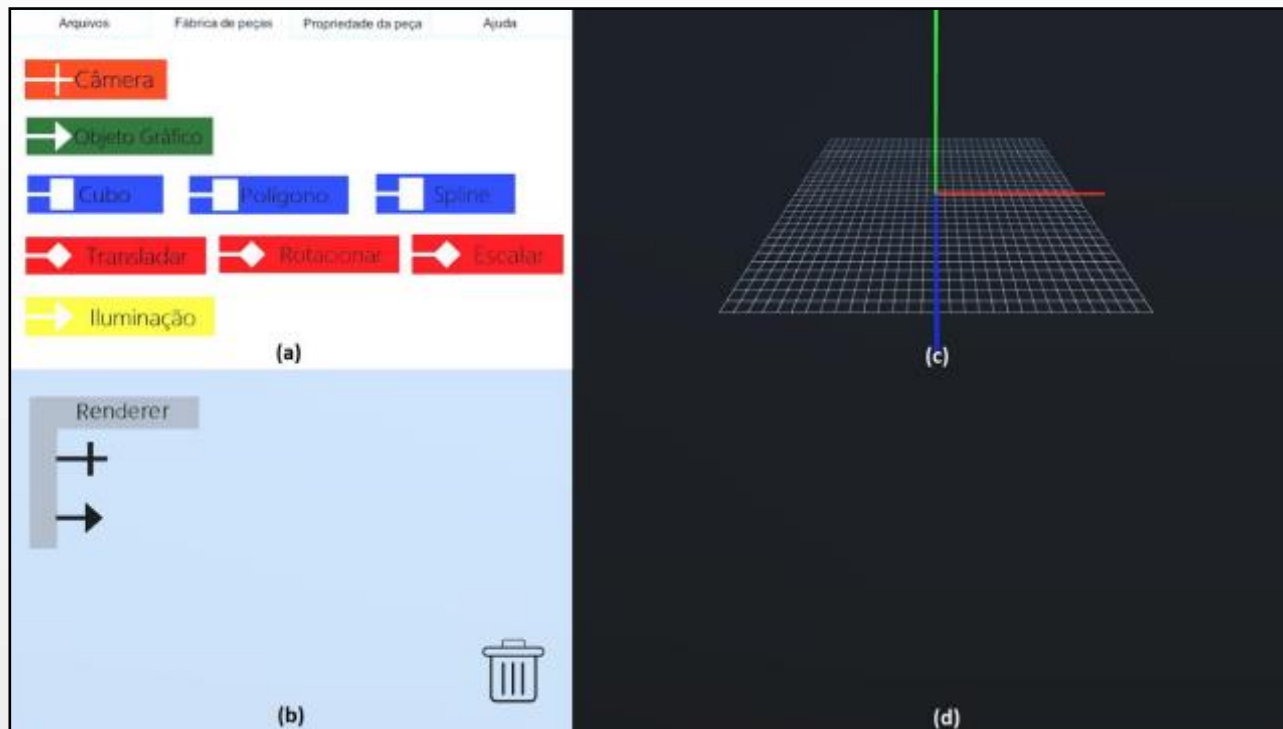 Arquivos Fábrica de peças Propriedade da peça Ajuda
Câmera
Objeto Gráfico
Cubo Polígono Spline
Transladar Rotacionar Escalar
Iluminação
(a)
(c)
Renderer
(b)
(d)